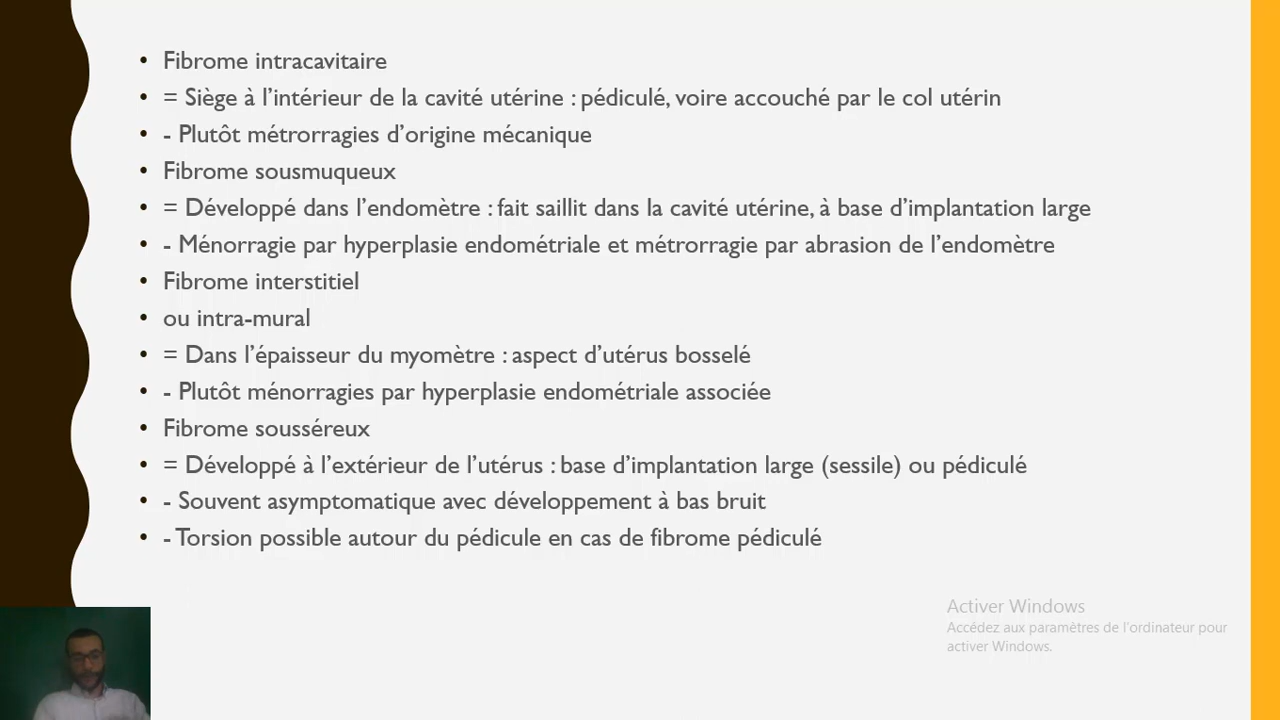 • Fibrome intracavitaire
• = Siège à l’intérieur de la cavité utérine : pédiculé, voire accouché par le col utérin
• - Plutôt métrorragies d’origine mécanique
• Fibrome sousmuqueux
• = Développé dans l’endomètre : fait saillit dans la cavité utérine, à base d’implantation large
• - Ménorragie par hyperplasie endométriale et métrorragie par abrasion de l’endomètre
• Fibrome interstitiel
• ou intra-mural
• = Dans l’épaisseur du myomètre : aspect d’utérus bosselé
• - Plutôt ménorragies par hyperplasie endométriale associée
• Fibrome sousséreux
• = Développé à l’extérieur de l’utérus : base d’implantation large (sessile) ou pédiculé
• - Souvent asymptomatique avec développement à bas bruit
• - Torsion possible autour du pédicule en cas de fibrome pédiculé
Activer Windows
Accédez aux paramètres de l’ordinateur pour
activer Windows.